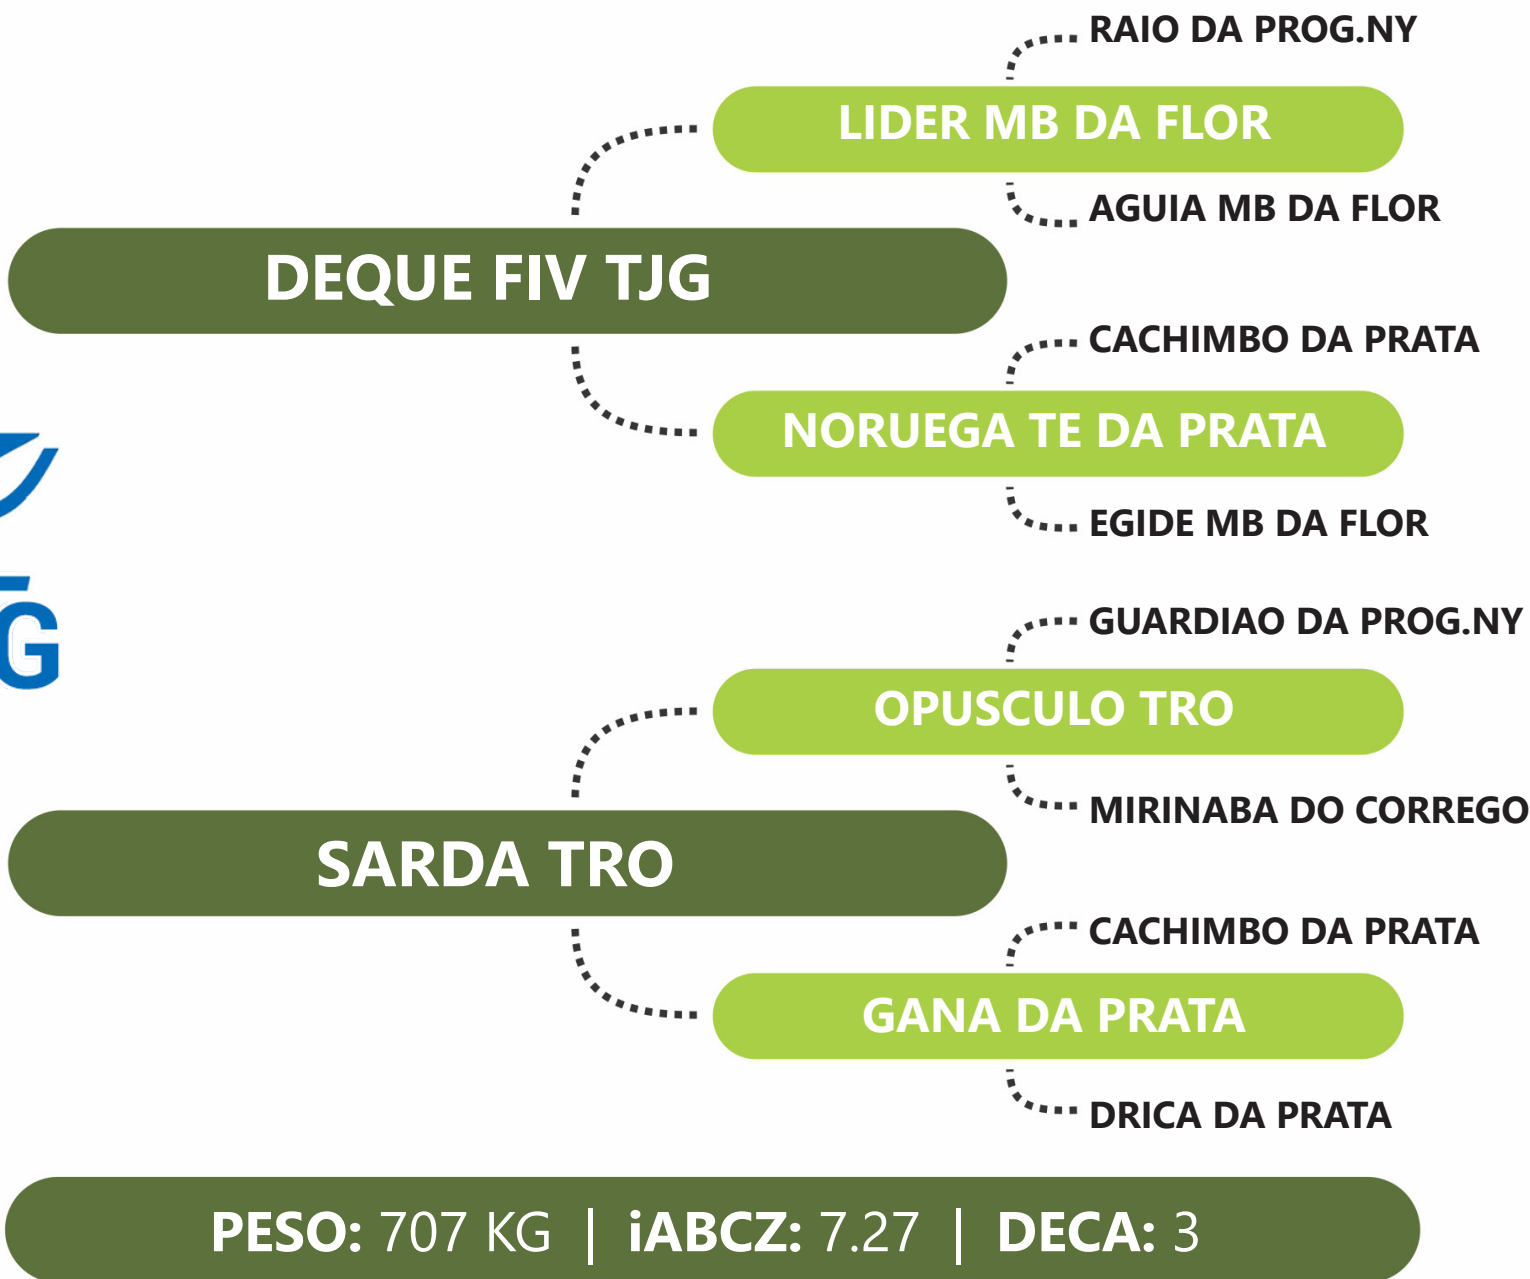 RAIO DA PROG.NY
LIDER MB DA FLOR
AGUIA MB DA FLOR
DEQUE FIV TJG
CACHIMBO DA PRATA
NORUEGA TE DA PRATA
EGIDE MB DA FLOR
G
GUARDIAO DA PROG.NY
OPUSCULO TRO
MIRINABA DO CORREGO
SARDA TRO
CACHIMBO DA PRATA
GANA DA PRATA
DRICA DA PRATA
PESO: 707 KG | iABCZ: 7.27 | DECA: 3